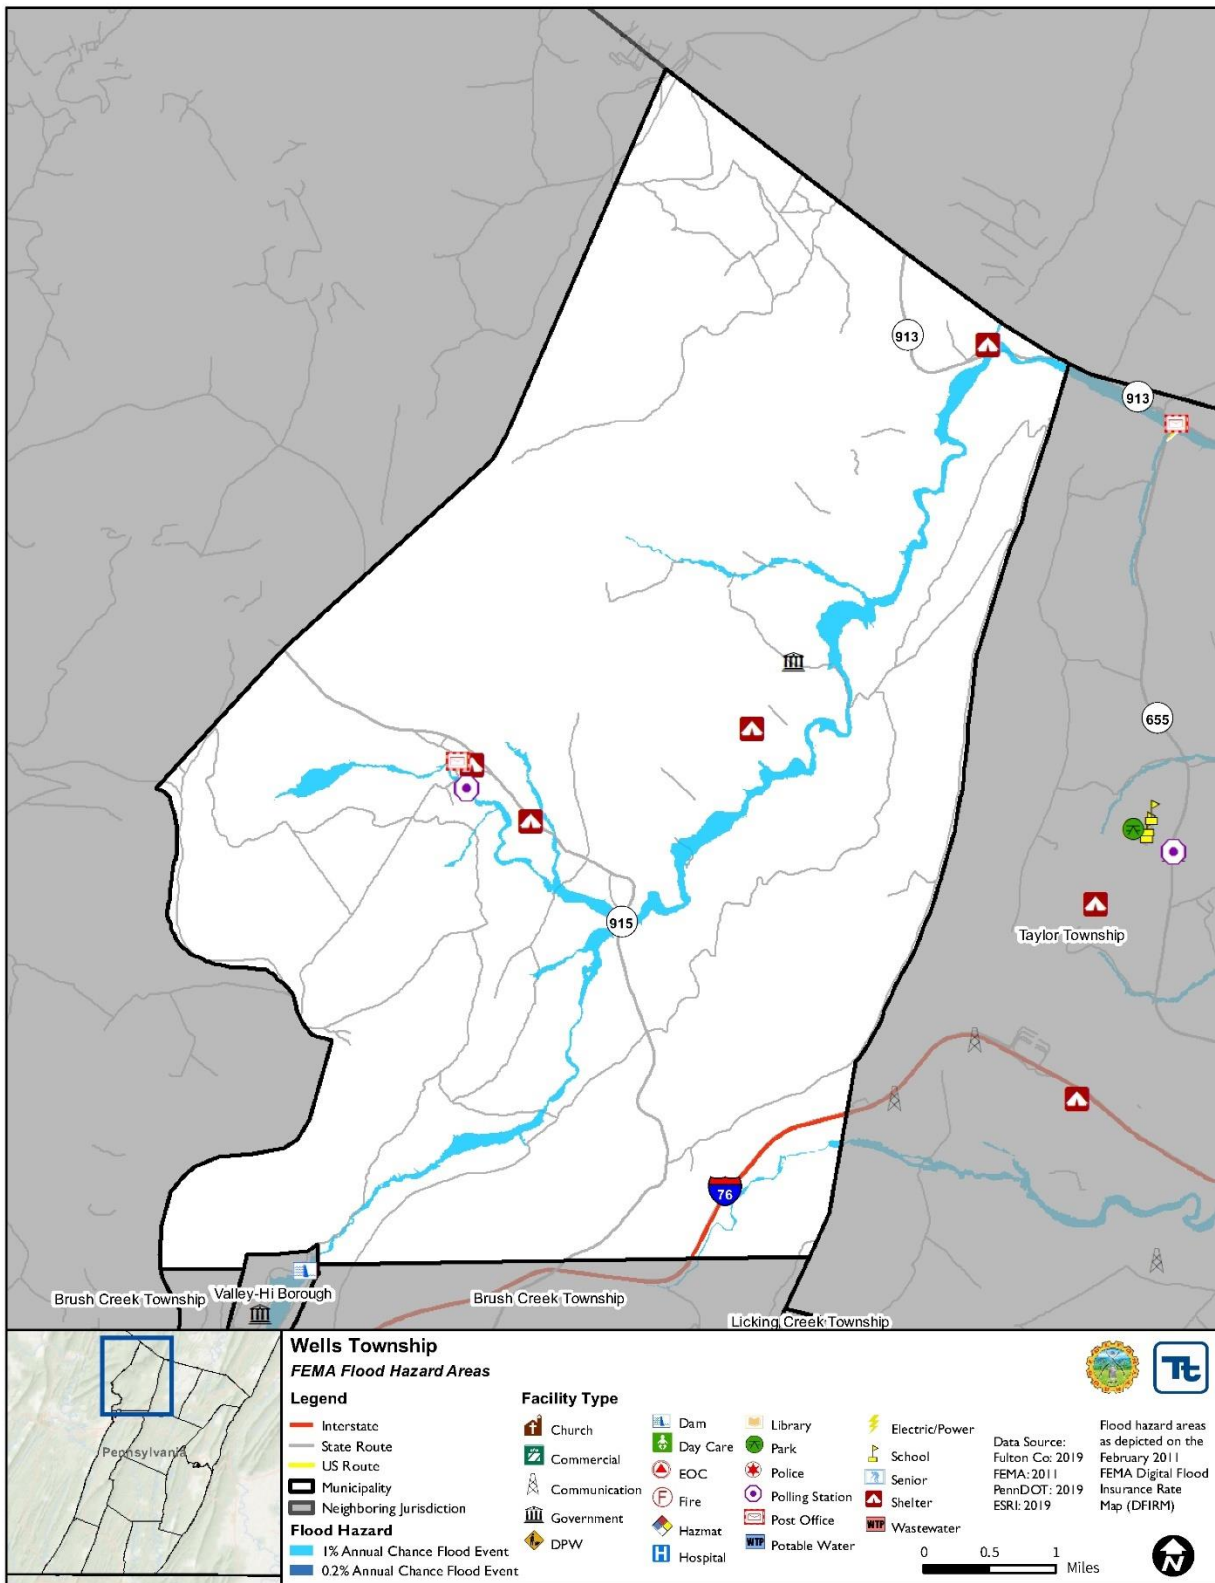 913
913
655
915
Taylor Township
76
Brush Creek Township
Valley-Hi Borough
Brush Creek Township
Licking Creek Township
Pennsylvania
Wells Township
FEMA Flood Hazard Areas
Legend
Interstate
State Route
US Route
Municipality
Neighboring Jurisdiction
Flood Hazard
1% Annual Chance Flood Event
0.2% Annual Chance Flood Event
Facility Type
Church
Commercial
Communication
Government
DPW
Dam
Day Care
EOC
F Fire
Hazmat
H Hospital
Library
Park
Police
Polling Station
Post Office
WTP Potable Water
Electric/Power
School
Senior
Shelter
WTP Wastewater
Data Source:
Fulton Co: 2019
FEMA: 2011
PennDOT: 2019
ESRI: 2019
Flood hazard areas
as depicted on the
February 2011
FEMA Digital Flood
Insurance Rate
Map (DFIRM)
Tt
0 0.5 1
Miles
N